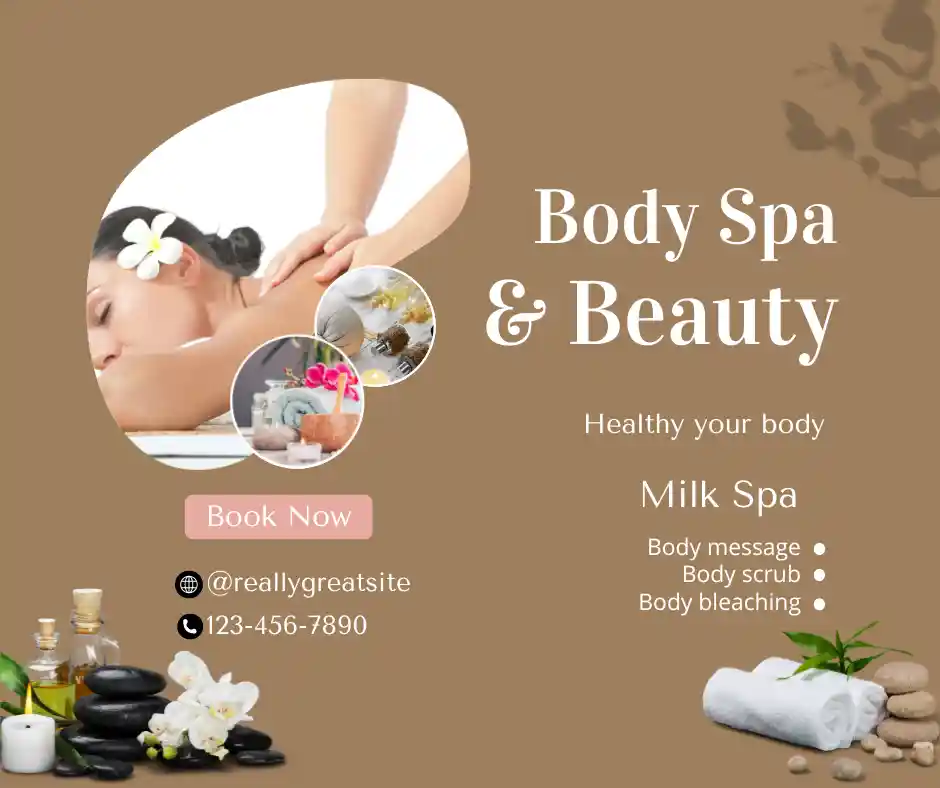 Body Spa
& Beauty
Healthy your body
Milk Spa
Body message
Body scrub
Body bleaching
Book Now
@reallygreatsite
123-456-7890